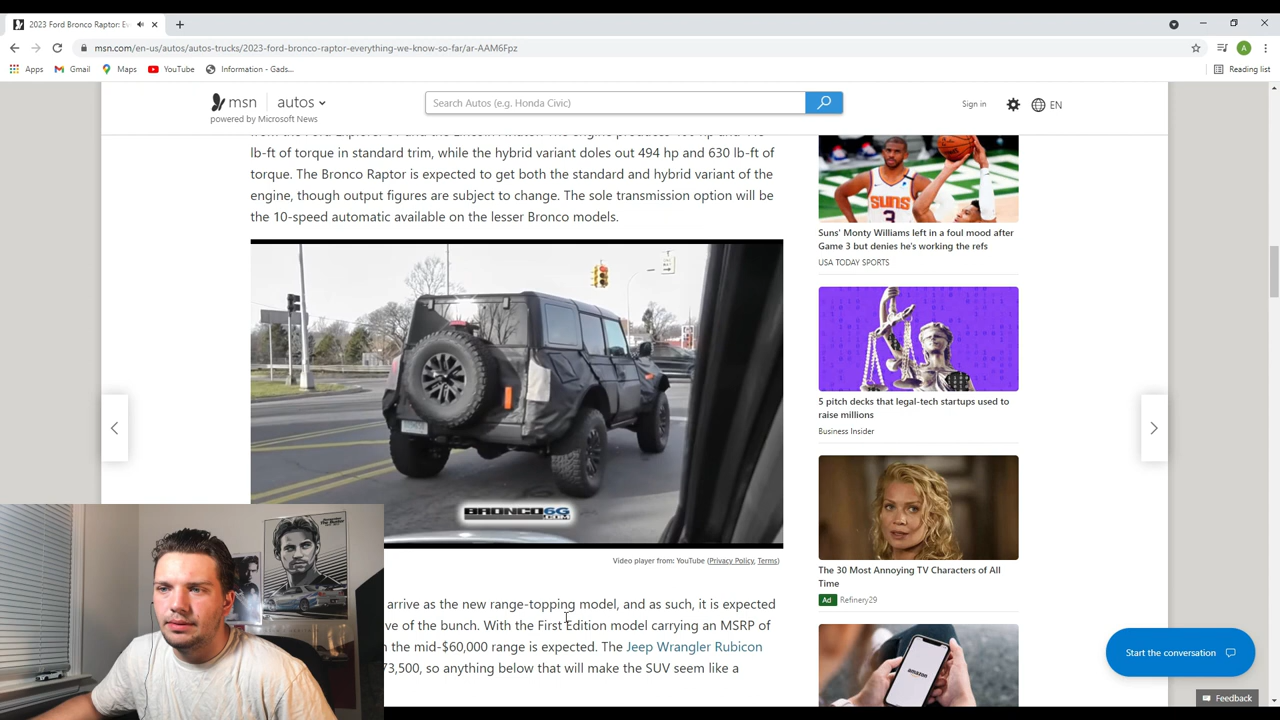 2023 Ford Bronco Raptor: Ev
msn.com/en-us/autos/autos-trucks/2023-ford-bronco-raptor-everything-we-know-so-far/ar-AAM6Fpz
A
Apps Gmail Maps YouTube Information - Gads... Reading list
msn autos
powered by Microsoft News
Search Autos (e.g. Honda Civic)
Sign in EN
lb-ft of torque in standard trim, while the hybrid variant doles out 494 hp and 630 lb-ft of
torque. The Bronco Raptor is expected to get both the standard and hybrid variant of the
engine, though output figures are subject to change. The sole transmission option will be
the 10-speed automatic available on the lesser Bronco models.
BRONCO6G
.COM
Video player from: YouTube (Privacy Policy, Terms)
arrive as the new range-topping model, and as such, it is expected
of the bunch. With the First Edition model carrying an MSRP of
the mid-$60,000 range is expected. The Jeep Wrangler Rubicon
so anything below that will make the SUV seem like a
SUNS
3
Suns' Monty Williams left in a foul mood after
Game 3 but denies he's working the refs
USA TODAY SPORTS
5 pitch decks that legal-tech startups used to
raise millions
Business Insider
The 30 Most Annoying TV Characters of All
Time
Ad Refinery29
amazon
Start the conversation
Feedback